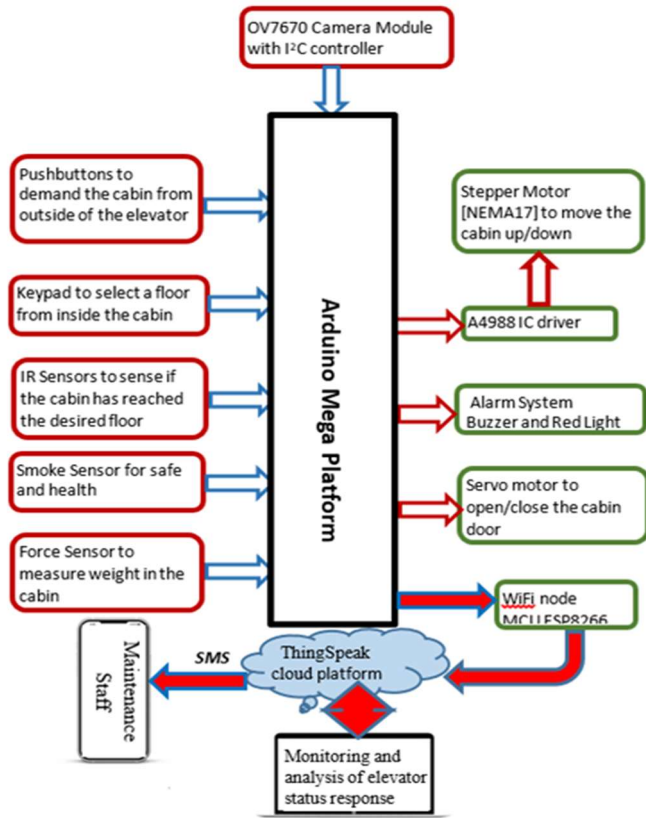 OV7670 Camera Module
with I²C controller
Pushbuttons to
demand the cabin from
outside of the elevator
Keypad to select a floor
from inside the cabin
IR Sensors to sense if
the cabin has reached
the desired floor
Smoke Sensor for safe
and health
Force Sensor to
measure weight in the
cabin
Arduino Mega Platform
Stepper Motor
[NEMA17] to move the
cabin up/down
A4988 IC driver
Alarm System
Buzzer and Red Light
Servo motor to
open/close the cabin
door
WiFi node
MCU ESP8266
ThingSpeak
cloud platform
SMS
Maintenance
Staff
Monitoring and
analysis of elevator
status response